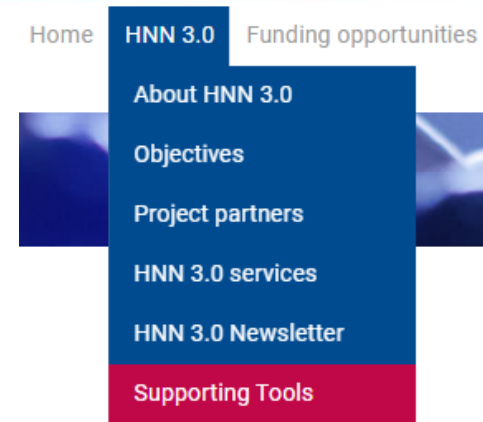 Home HNN 3.0 Funding opportunities
About HNN 3.0
Objectives
Project partners
HNN 3.0 services
HNN 3.0 Newsletter
Supporting Tools